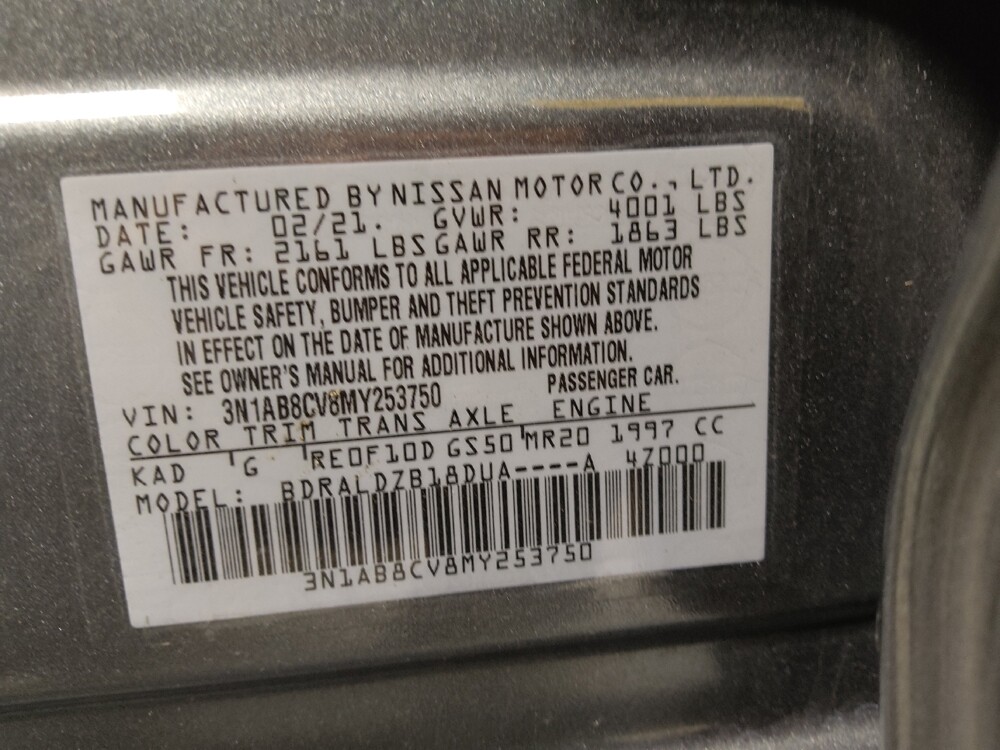 MANUFACTURED BY NISSAN MOTOR CO., LTD.
DATE: 02/21. GVWR: 4001 LBS
GAWR FR: 2161 LBS GAWR RR: 1863 LBS
THIS VEHICLE CONFORMS TO ALL APPLICABLE FEDERAL MOTOR
VEHICLE SAFETY, BUMPER AND THEFT PREVENTION STANDARDS
IN EFFECT ON THE DATE OF MANUFACTURE SHOWN ABOVE.
SEE OWNER'S MANUAL FOR ADDITIONAL INFORMATION.
VIN: 3N1AB8CV8MY253750 PASSENGER CAR.
COLOR TRIM TRANS AXLE ENGINE
KAD G RE0F10D GS50 MR20 1997 CC
MODEL: BDRALDZB18DUA----A 4Z000
3N1AB8CV8MY253750